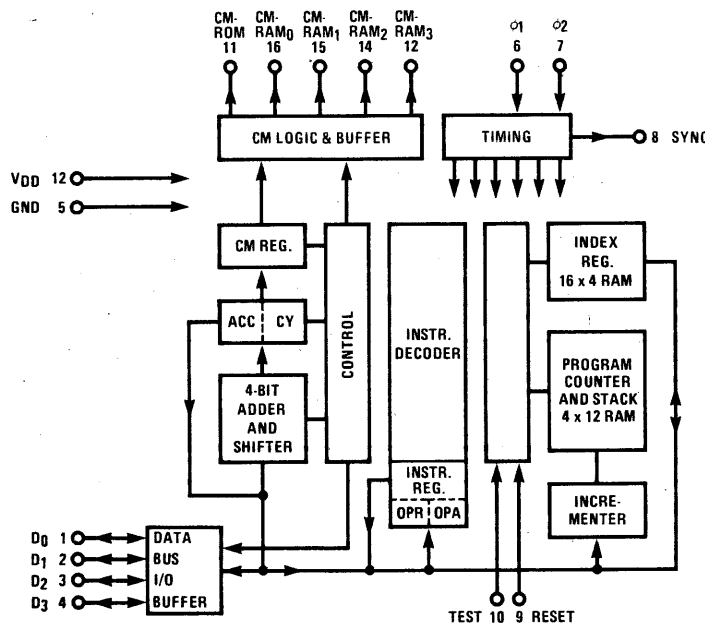 CM- CM- CM- CM- CM-
ROM RAM0 RAM1 RAM2 RAM3
11 16 15 14 12
ϕ1 ϕ2
6 7
CM LOGIC & BUFFER
TIMING
8 SYNC
VDD 12
GND 5
CM REG.
ACC CY
4-BIT
ADDER
AND
SHIFTER
CONTROL
INSTR.
DECODER
INSTR.
REG.
OPR OPA
INDEX
REG.
16 x 4 RAM
PROGRAM
COUNTER
AND STACK
4 x 12 RAM
INCRE-
MENTER
D0 1
D1 2
D2 3
D3 4
DATA
BUS
I/O
BUFFER
TEST 10 9 RESET